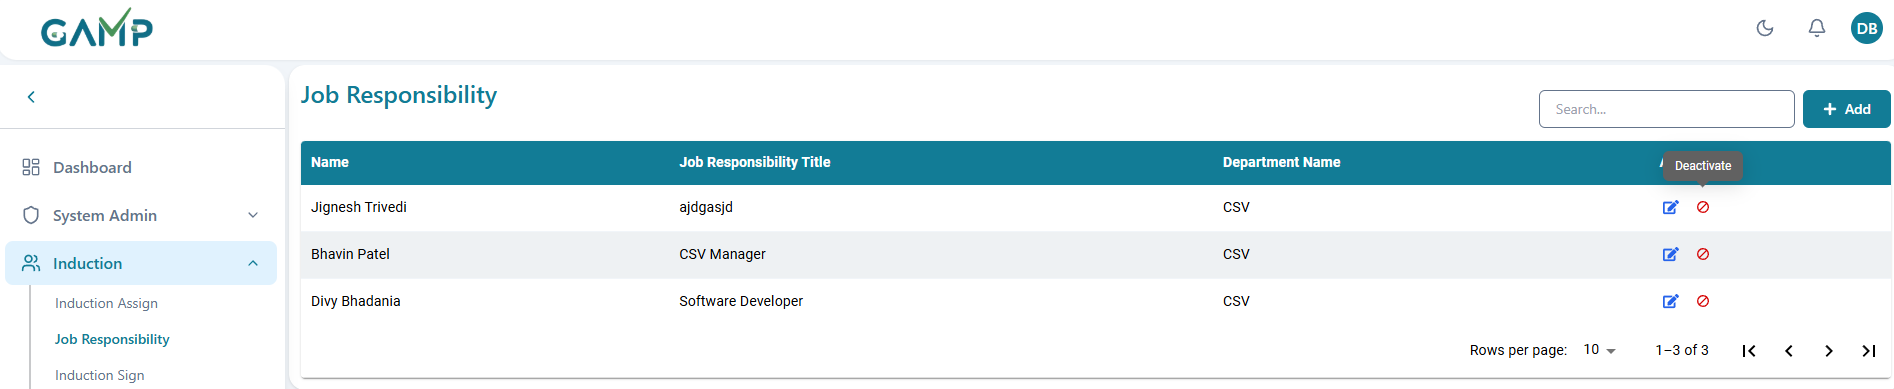 GAMP
DB
Job Responsibility
Search...
Add
Dashboard
System Admin
Induction
Induction Assign
Job Responsibility
Induction Sign
Name Job Responsibility Title Department Name
Deactivate
Jignesh Trivedi ajdgasjd CSV
Bhavin Patel CSV Manager CSV
Divy Bhadania Software Developer CSV
Rows per page: 10 1–3 of 3